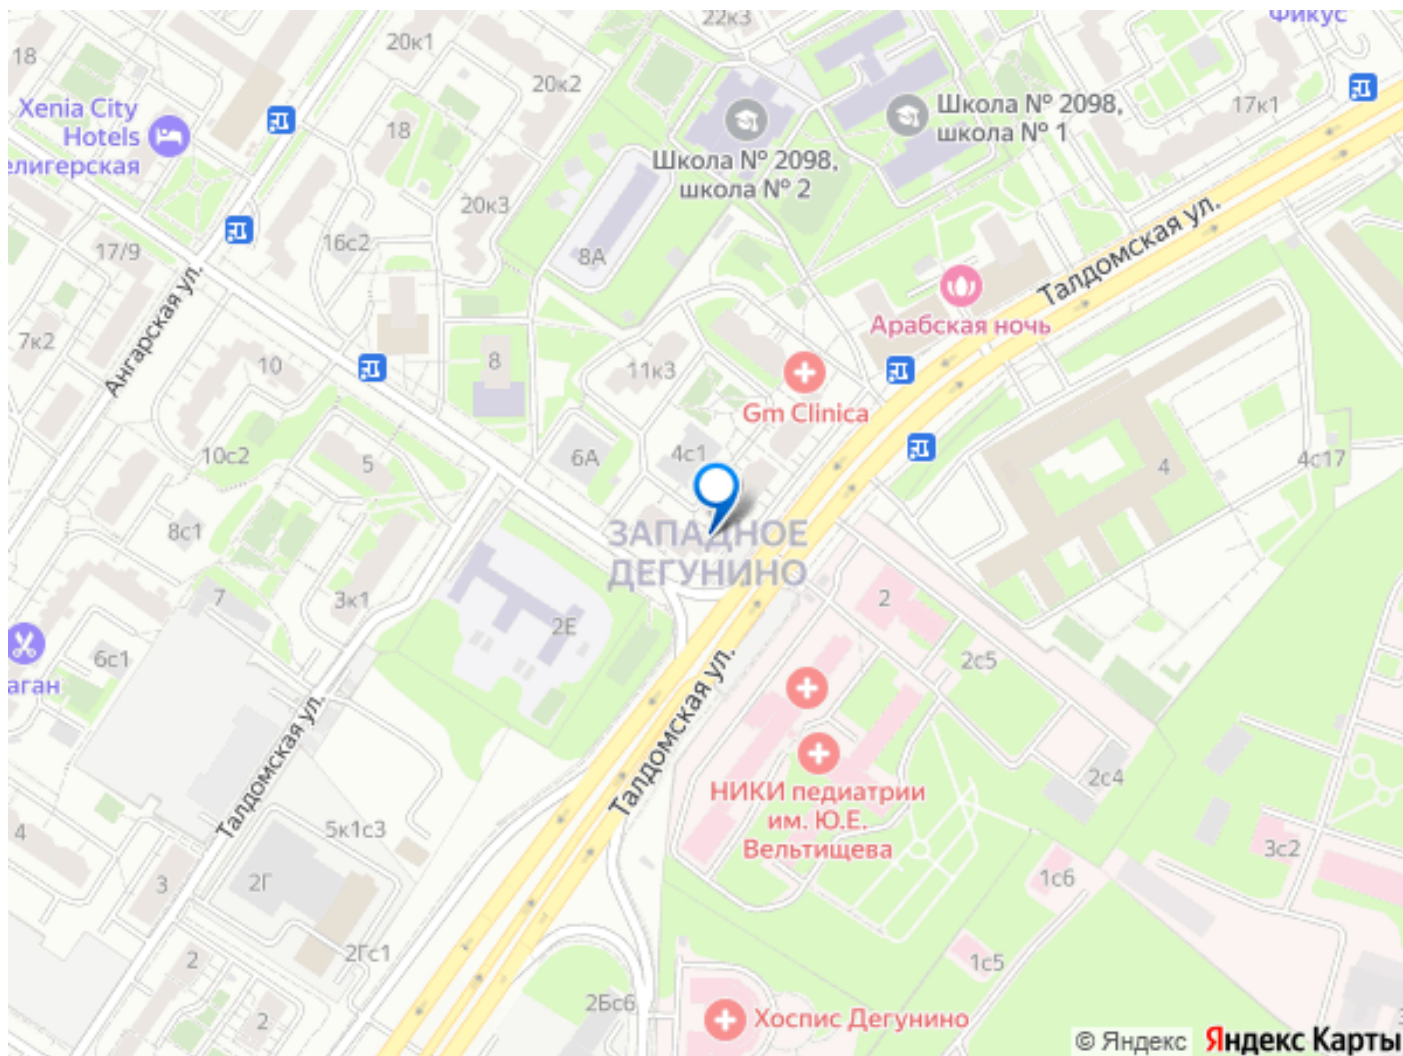 22к3
Фикус
18
20к1
20к2
Xenia City
Hotels
елигерская
18
Школа № 2098,
школа № 1
17к1
Школа № 2098,
школа № 2
20к3
16с2
17/9
8А
Талдомская ул.
Ангарская ул.
Арабская ночь
7к2
10
8
11к3
Gm Clinica
10с2
5
6А
4с1
4
4с17
8с1
ЗАПАДНОЕ
ДЕГУНИНО
7
3к1
2
2Е
6с1
аган
2с5
Талдомская ул.
Талдомская ул.
НИКИ педиатрии
им. Ю.Е.
Вельтищева
2с4
4
5к1с3
3с2
3
2Г
1с6
2
2Гс1
1с5
2Бс6
2
Хоспис Дегунино
© Яндекс Яндекс Карты